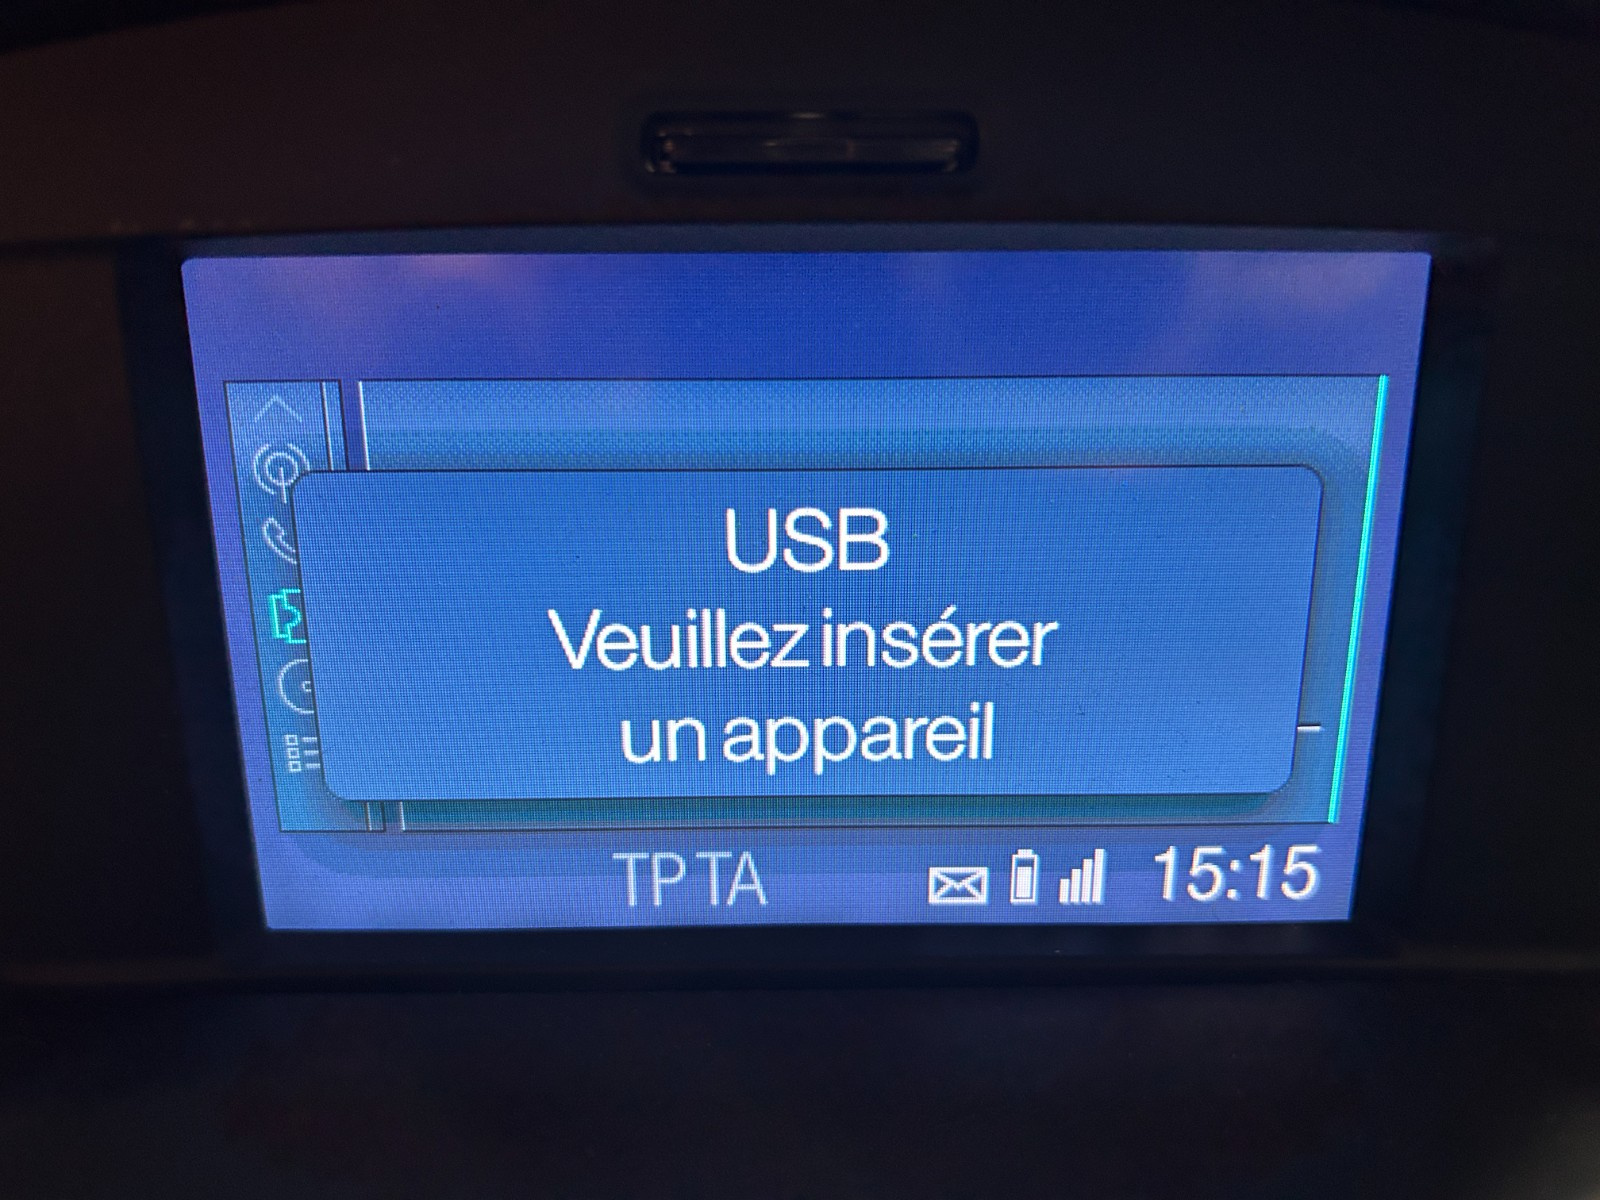 USB
Veuillez insérer
un appareil
TP TA 15:15